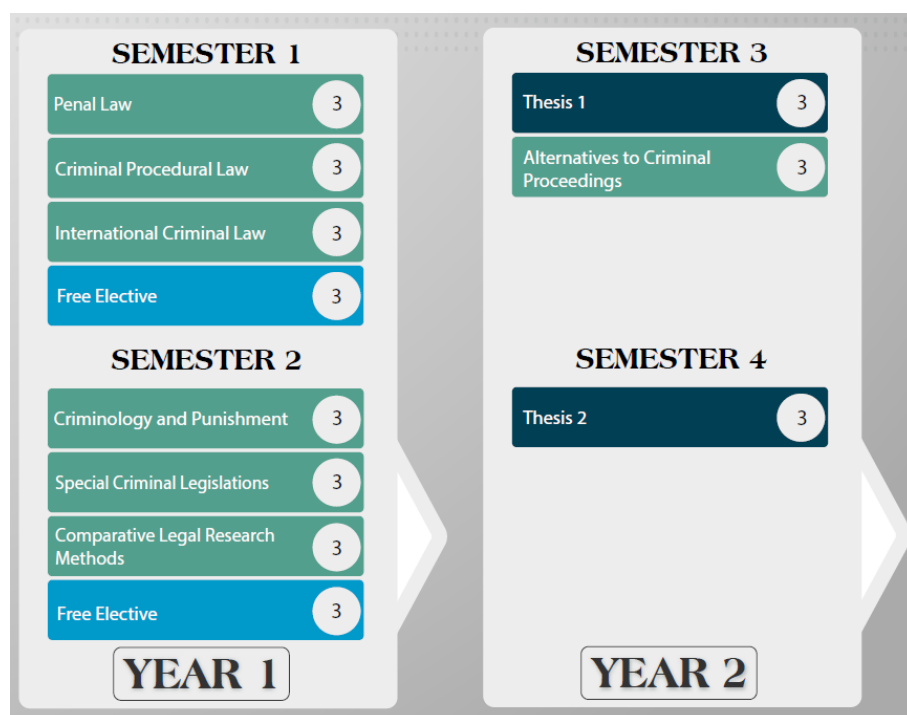 SEMESTER 1
Penal Law 3
Criminal Procedural Law 3
International Criminal Law 3
Free Elective 3
SEMESTER 2
Criminology and Punishment 3
Special Criminal Legislations 3
Comparative Legal Research
Methods 3
Free Elective 3
YEAR 1
SEMESTER 3
Thesis 1 3
Alternatives to Criminal
Proceedings 3
SEMESTER 4
Thesis 2 3
YEAR 2